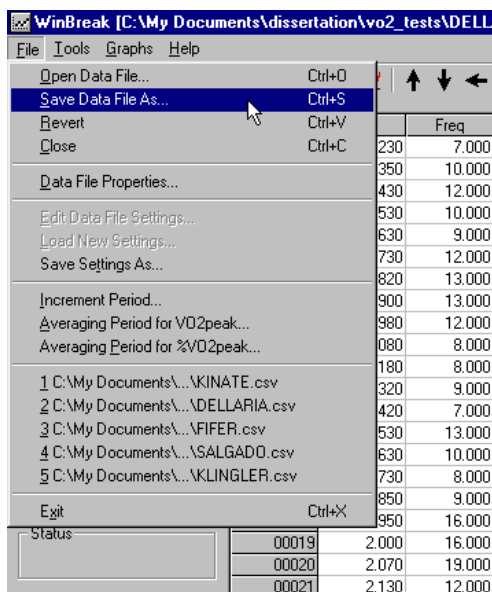 WinBreak [C:\My Documents\dissertation\vo2_tests\DELLA
File Tools Graphs Help
Open Data File... Ctrl+O
Save Data File As... Ctrl+S
Revert Ctrl+V
Close Ctrl+C
Data File Properties...
Edit Data File Settings...
Load New Settings...
Save Settings As...
Increment Period...
Averaging Period for VO2peak...
Averaging Period for %VO2peak...
1 C:\My Documents\...\KINATE.csv
2 C:\My Documents\...\DELLARIA.csv
3 C:\My Documents\...\FIFER.csv
4 C:\My Documents\...\SALGADO.csv
5 C:\My Documents\...\KLINGLER.csv
Exit Ctrl+X
Freq
230 7.000
350 10.000
430 12.000
530 10.000
630 9.000
730 12.000
820 13.000
900 13.000
980 12.000
080 8.000
180 8.000
320 9.000
420 7.000
530 13.000
630 10.000
730 8.000
850 9.000
950 16.000
Status
00019 2.000 16.000
00020 2.070 19.000
00021 2.130 12.000